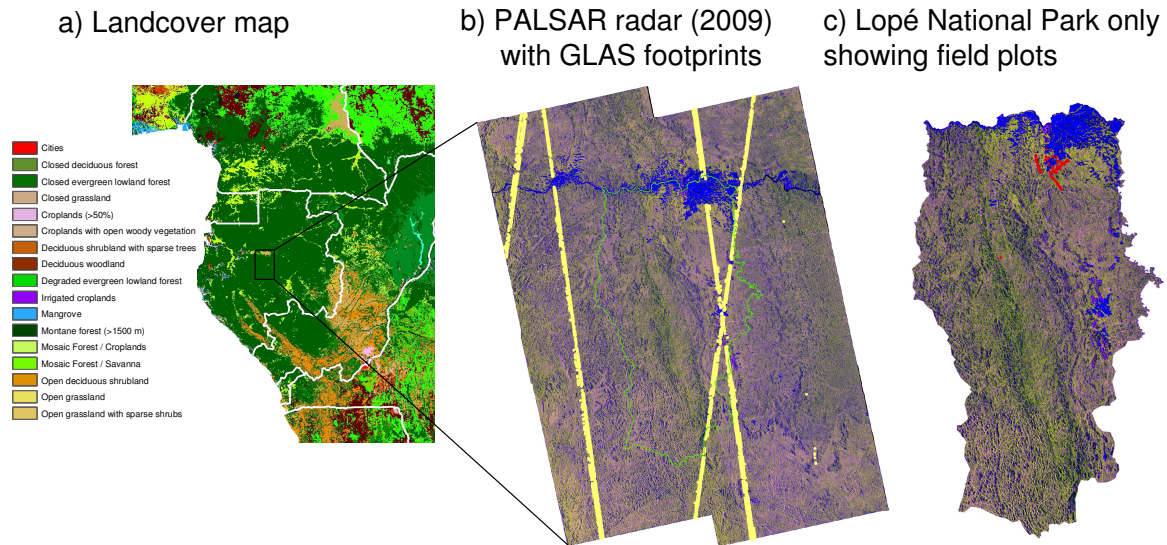 a) Landcover map
b) PALSAR radar (2009)
with GLAS footprints
c) Lopé National Park only
showing field plots
Cities
Closed deciduous forest
Closed evergreen lowland forest
Closed grassland
Croplands (>50%)
Croplands with open woody vegetation
Deciduous shrubland with sparse trees
Deciduous woodland
Degraded evergreen lowland forest
Irrigated croplands
Mangrove
Montane forest (>1500 m)
Mosaic Forest / Croplands
Mosaic Forest / Savanna
Open deciduous shrubland
Open grassland
Open grassland with sparse shrubs